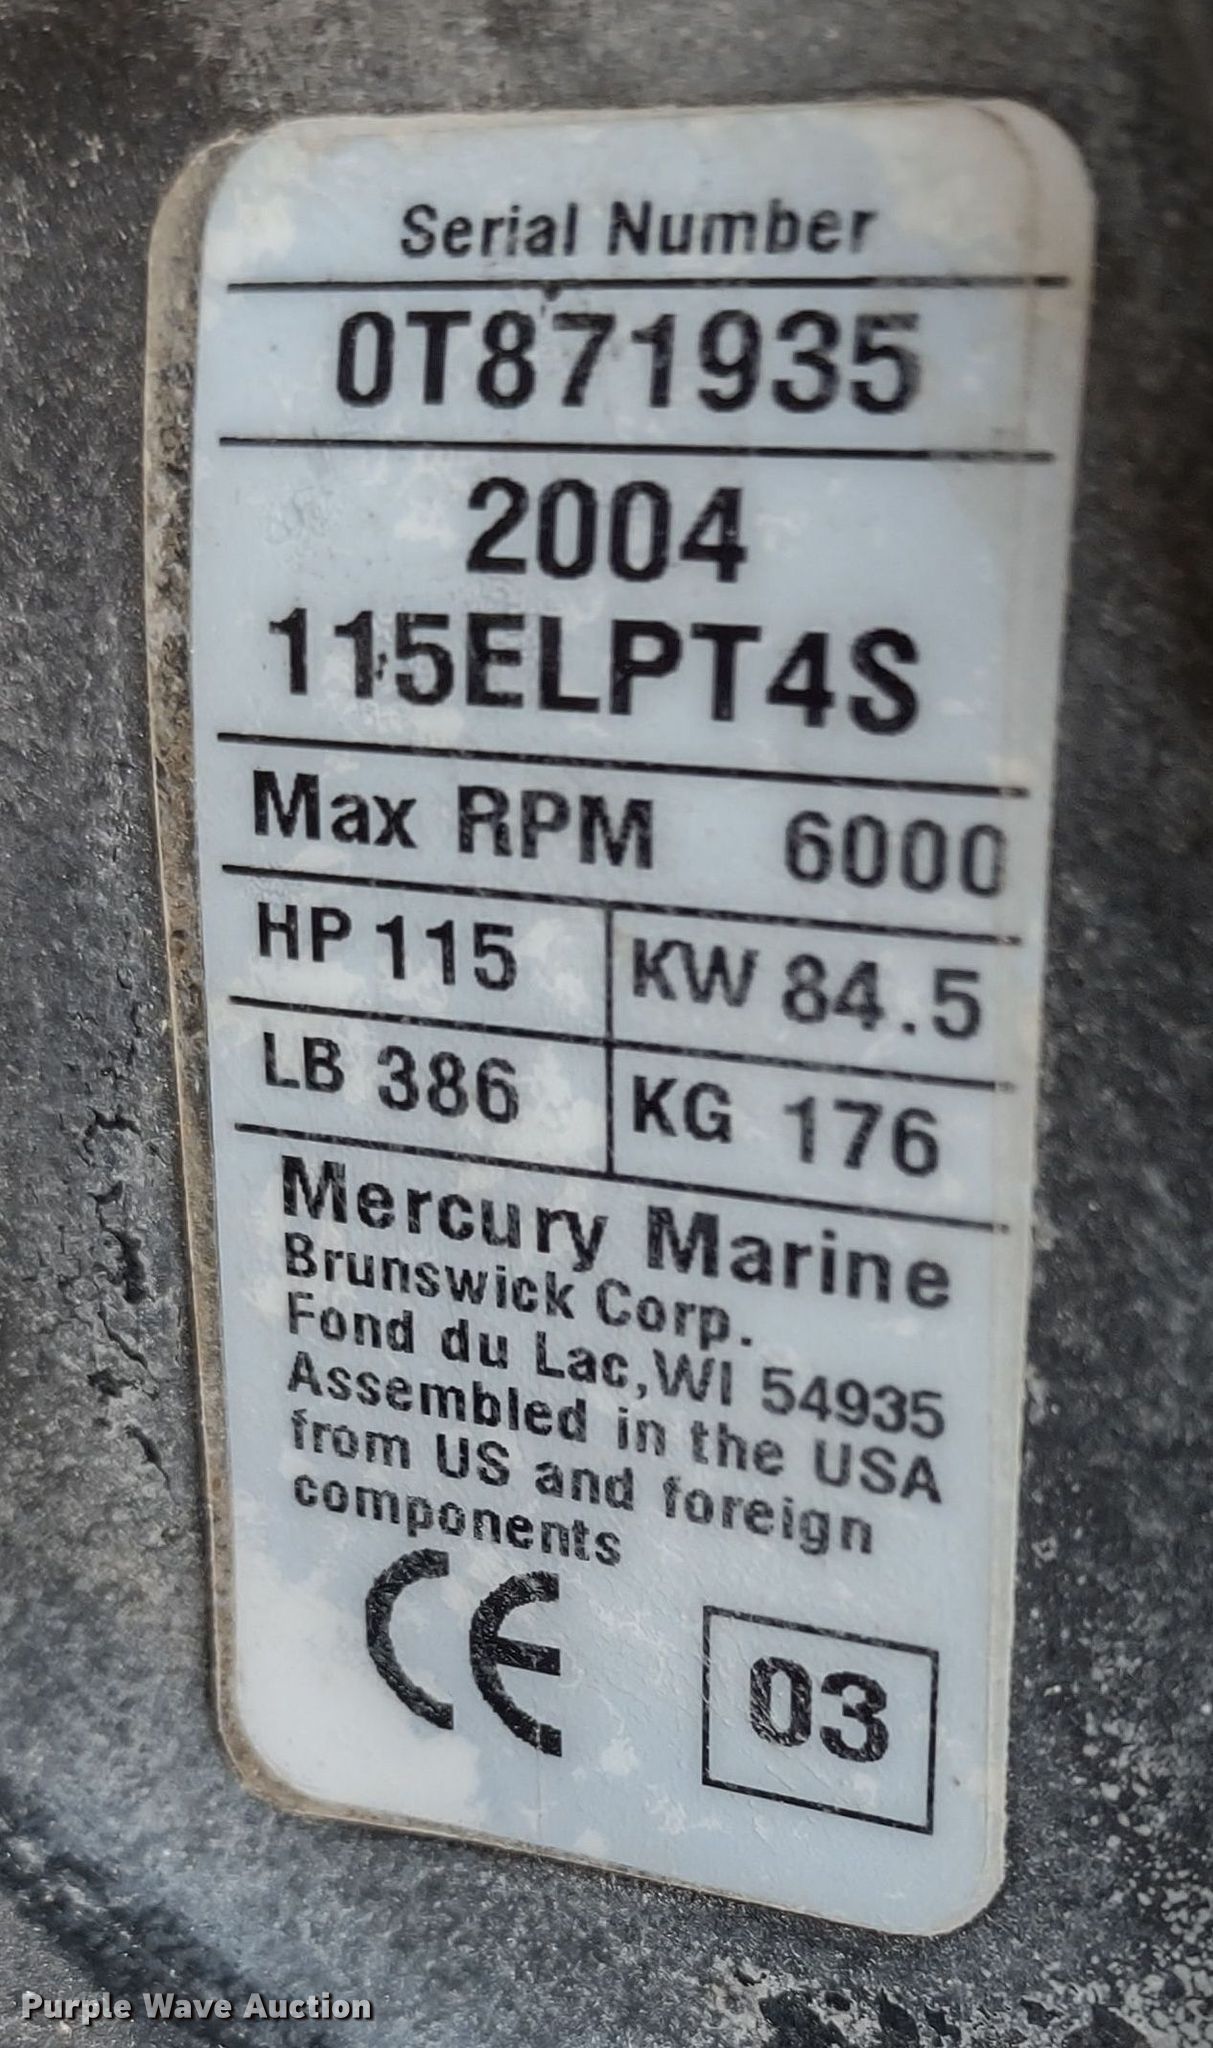 Serial Number
0T871935
2004
115ELPT4S
Max RPM 6000
HP 115 KW 84.5
LB 386 KG 176
Mercury Marine
Brunswick Corp.
Fond du Lac,WI 54935
Assembled in the USA
from US and foreign
components
CE 03
Purple Wave Auction